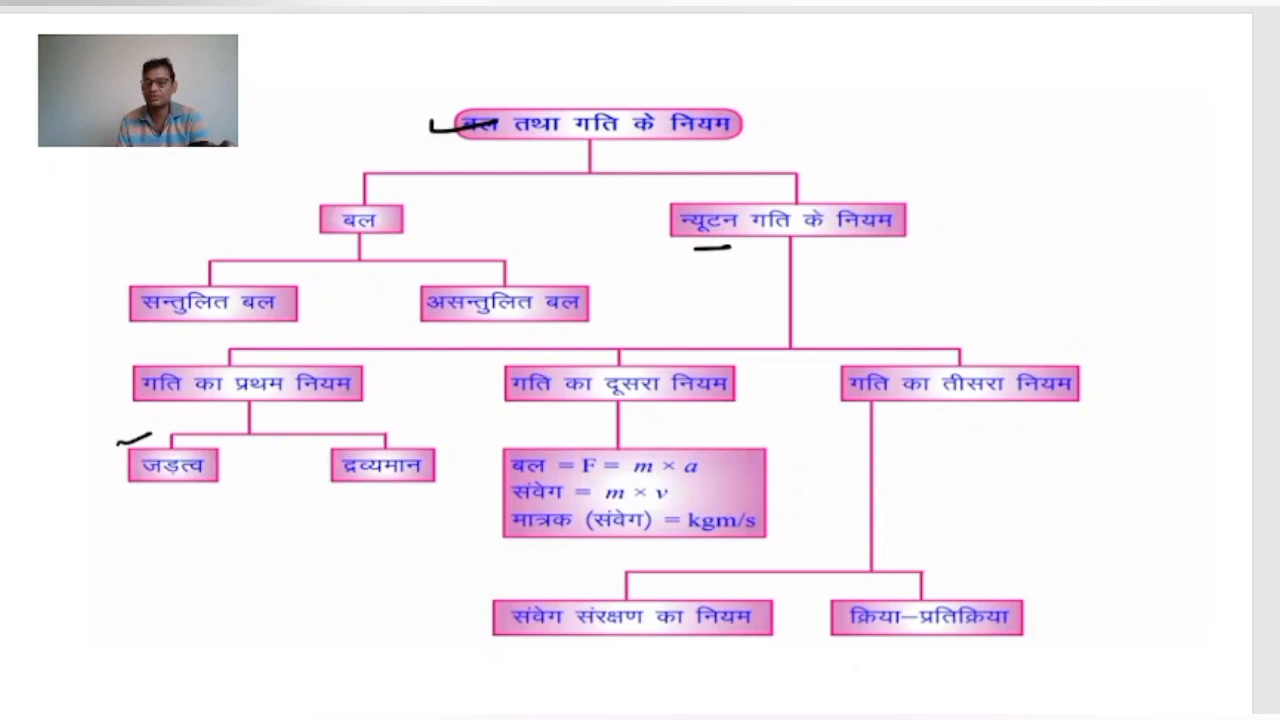 बल तथा गति के नियम
बल
न्यूटन गति के नियम
सन्तुलित बल
असन्तुलित बल
गति का प्रथम नियम
गति का दूसरा नियम
गति का तीसरा नियम
जड़त्व
द्रव्यमान
बल = F = m × a
संवेग = m × v
मात्रक (संवेग) = kgm/s
संवेग संरक्षण का नियम
क्रिया–प्रतिक्रिया